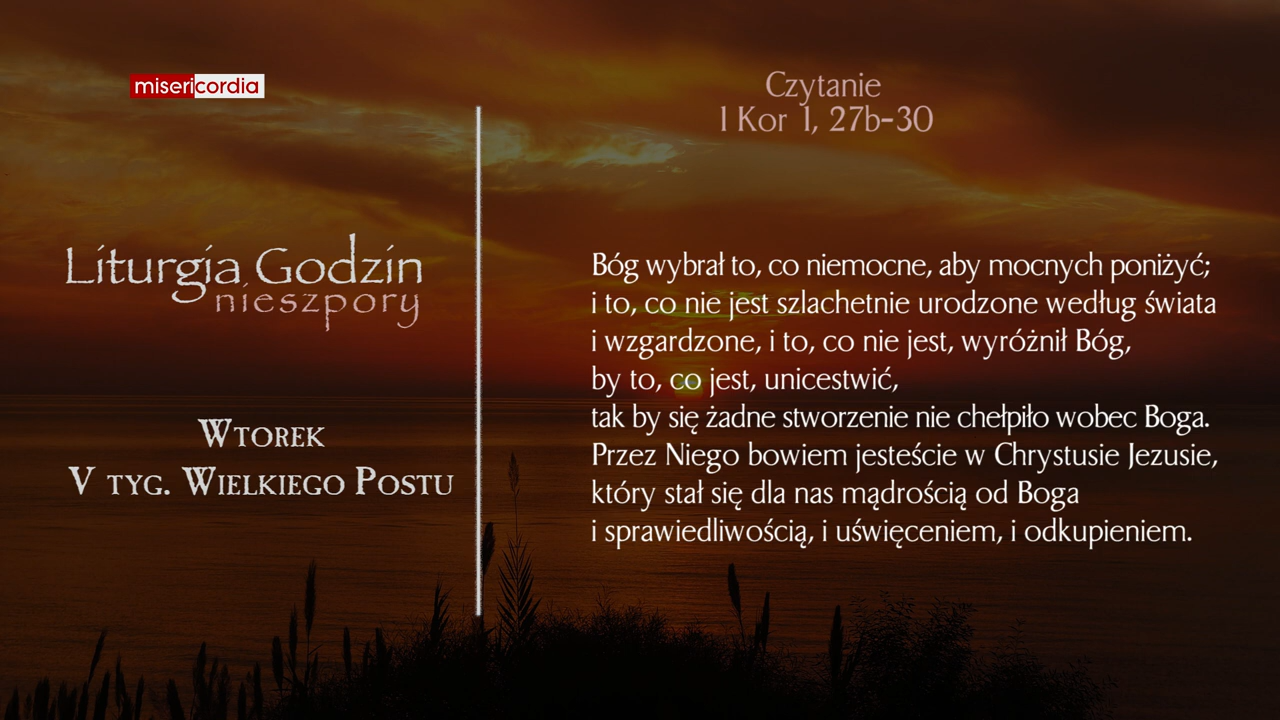 misericordia
Liturgia Godzin
nieszpory
Wtorek
V tyg. Wielkiego Postu
Czytanie
1 Kor 1, 27b-30
Bóg wybrał to, co niemocne, aby mocnych poniżyć;
i to, co nie jest szlachetnie urodzone według świata
i wzgardzone, i to, co nie jest, wyróżnił Bóg,
by to, co jest, unicestwić,
tak by się żadne stworzenie nie chełpiło wobec Boga.
Przez Niego bowiem jesteście w Chrystusie Jezusie,
który stał się dla nas mądrością od Boga
i sprawiedliwością, i uświęceniem, i odkupieniem.